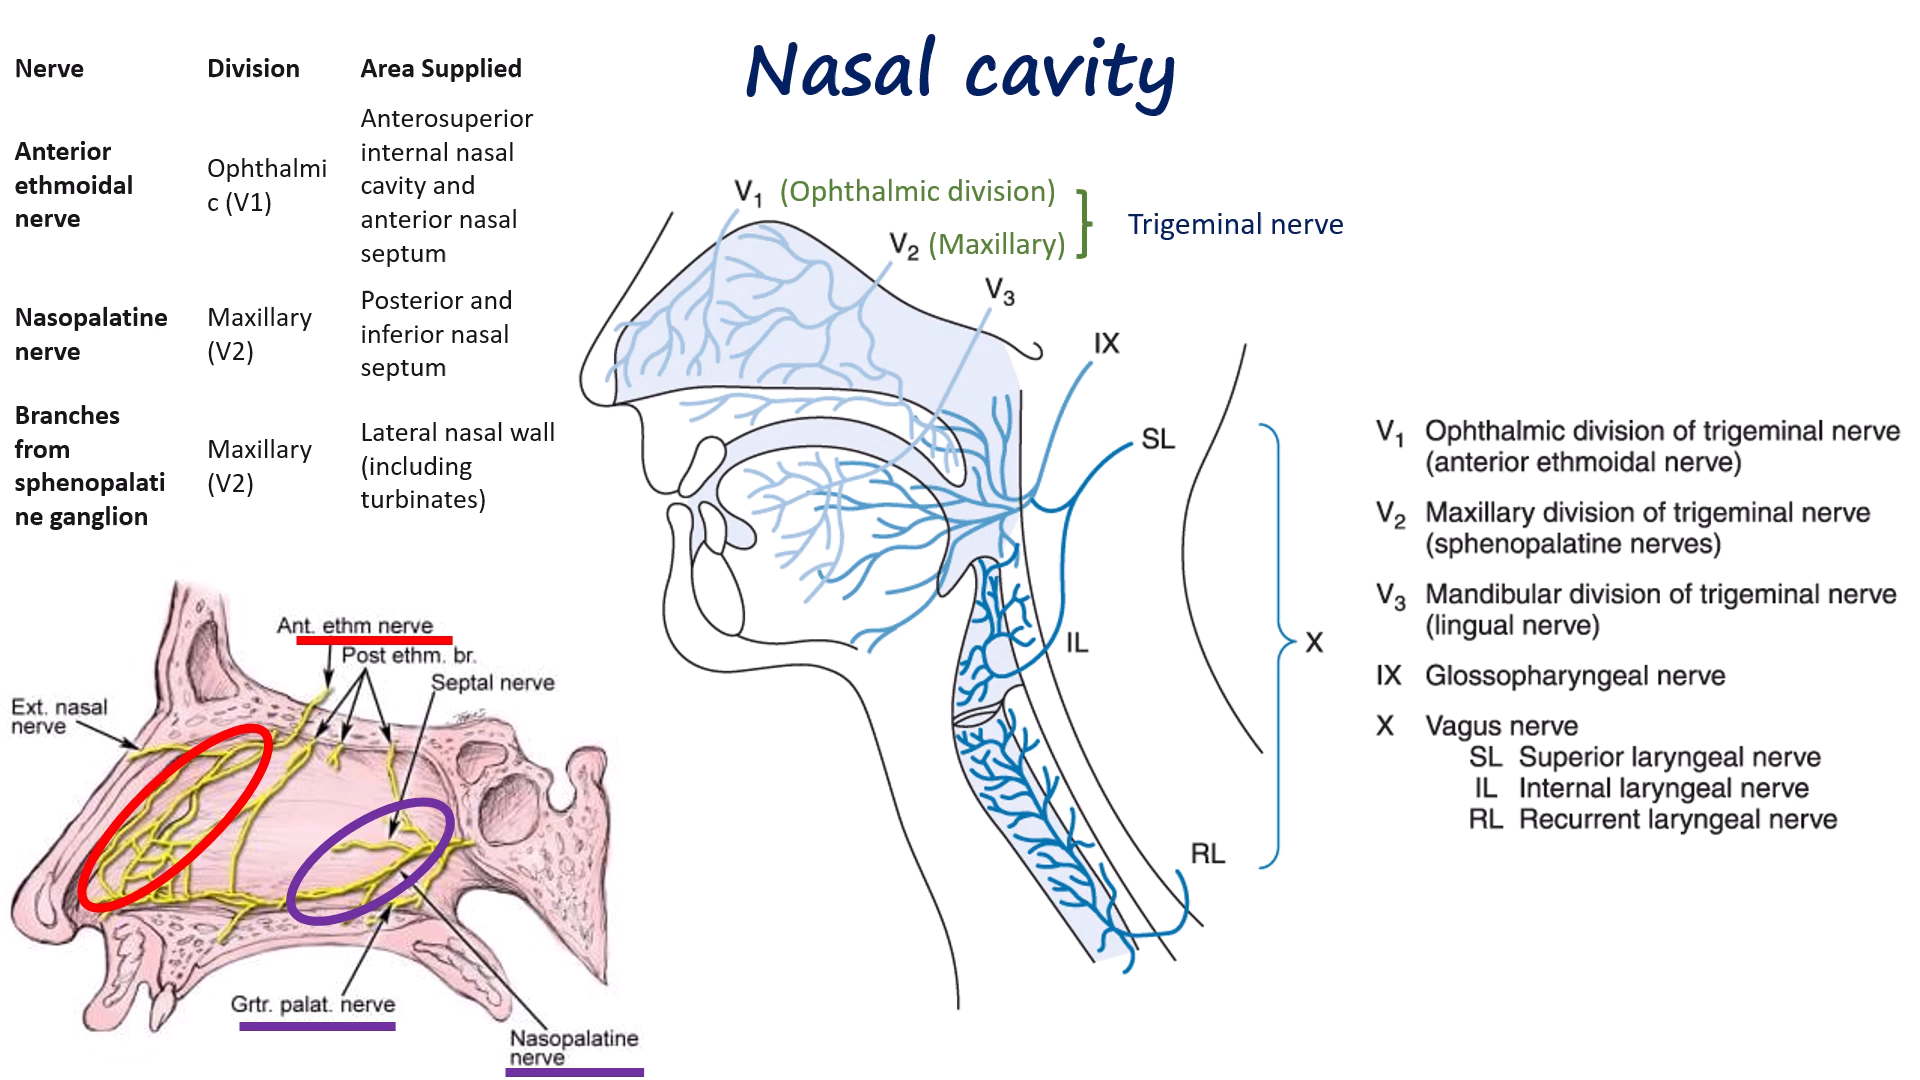 Nasal cavity
Nerve Division Area Supplied
Anterior
ethmoidal
nerve
Ophthalmi
c (V1)
Anterosuperior
internal nasal
cavity and
anterior nasal
septum
Nasopalatine
nerve
Maxillary
(V2)
Posterior and
inferior nasal
septum
Branches
from
sphenopalati
ne ganglion
Maxillary
(V2)
Lateral nasal wall
(including
turbinates)
V1 (Ophthalmic division)
V2 (Maxillary)
Trigeminal nerve
V3
IX
SL
IL
X
RL
V1 Ophthalmic division of trigeminal nerve
(anterior ethmoidal nerve)
V2 Maxillary division of trigeminal nerve
(sphenopalatine nerves)
V3 Mandibular division of trigeminal nerve
(lingual nerve)
IX Glossopharyngeal nerve
X Vagus nerve
SL Superior laryngeal nerve
IL Internal laryngeal nerve
RL Recurrent laryngeal nerve
Ant. ethm nerve
Post ethm. br.
Septal nerve
Ext. nasal
nerve
Grtr. palat. nerve
Nasopalatine
nerve